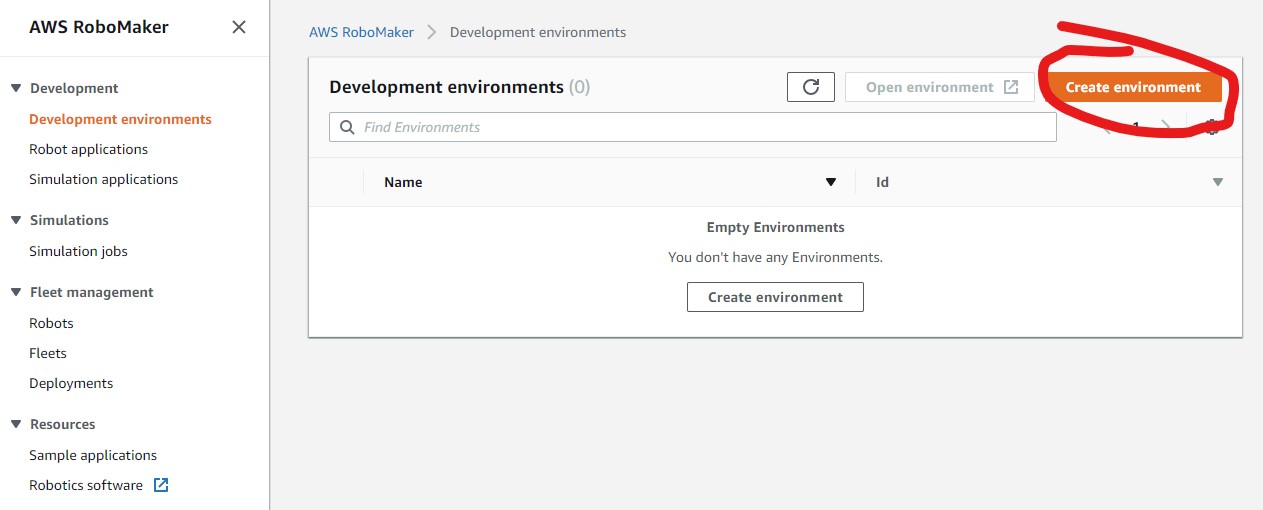 AWS RoboMaker
Development
Development environments
Robot applications
Simulation applications
Simulations
Simulation jobs
Fleet management
Robots
Fleets
Deployments
Resources
Sample applications
Robotics software
AWS RoboMaker > Development environments
Development environments (0)
Open environment
Create environment
Find Environments
1
Name
Id
Empty Environments
You don't have any Environments.
Create environment